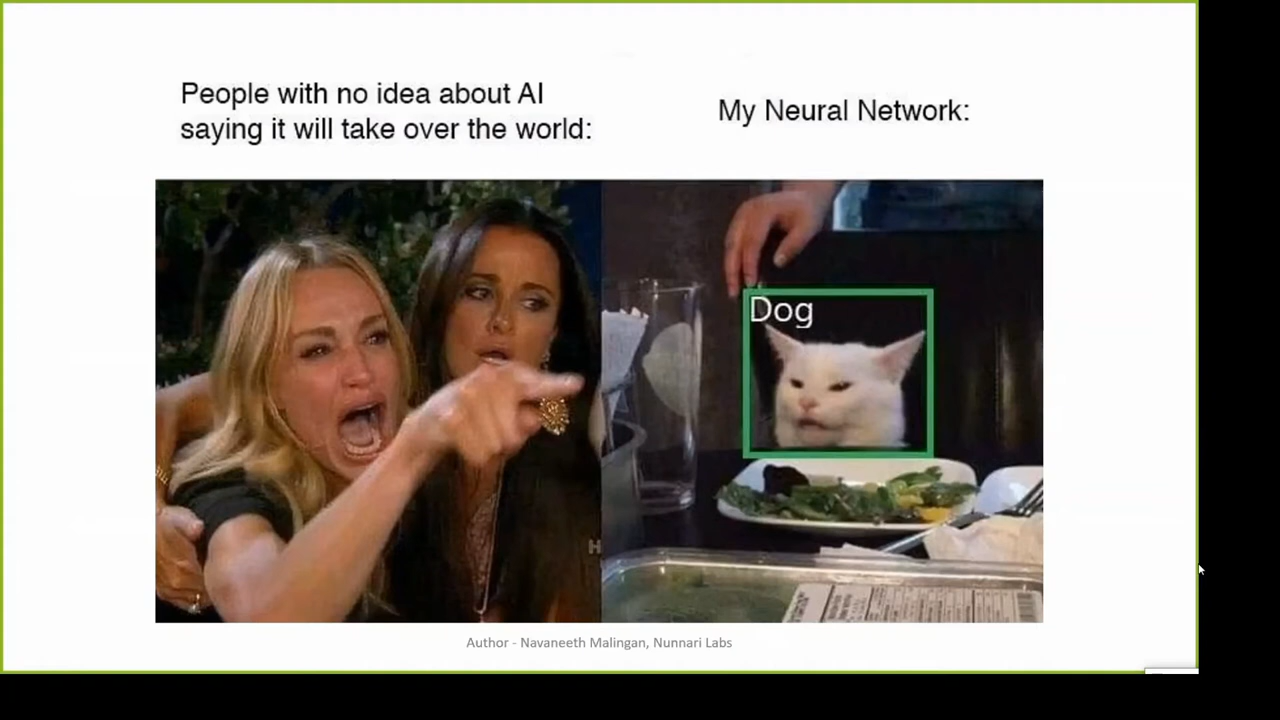 People with no idea about AI
saying it will take over the world:
My Neural Network:
Dog
H
Author - Navaneeth Malingan, Nunnari Labs